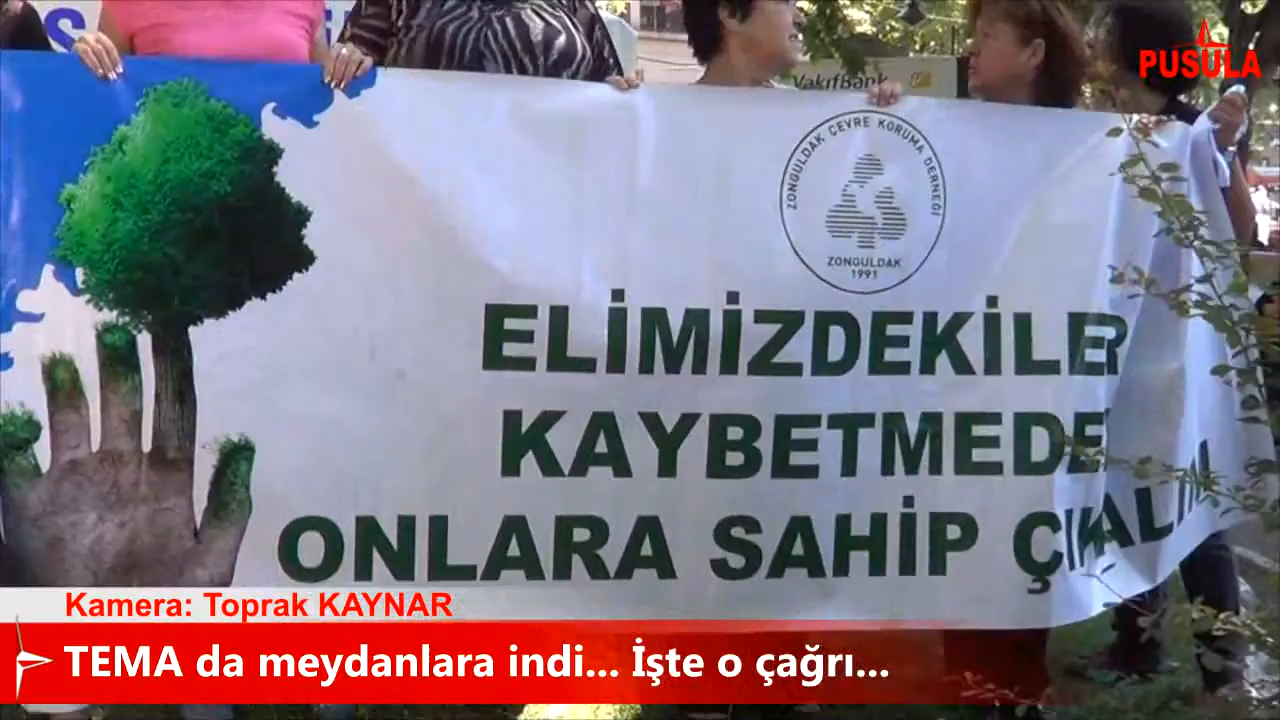 PUSULA
VakıfBank
ZONGULDAK ÇEVRE KORUMA DERNEĞİ
ZONGULDAK
1991
ELİMİZDEKİLER
KAYBETMEDE
ONLARA SAHİP ÇIKALIM
Kamera: Toprak KAYNAR
TEMA da meydanlara indi... İşte o çağrı...